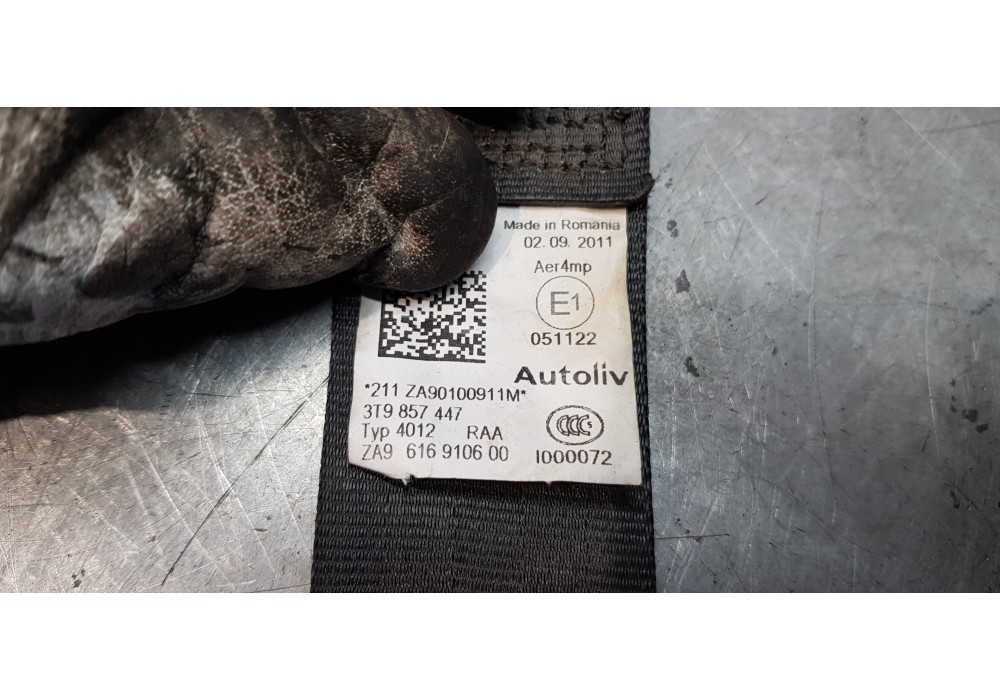 Made in Romania
02.09.2011
Aer4mp
E1
051122
Autoliv
*211 ZA90100911M*
3T9 857 447
Typ 4012 RAA
ZA9 616 9106 00
CCC
I000072